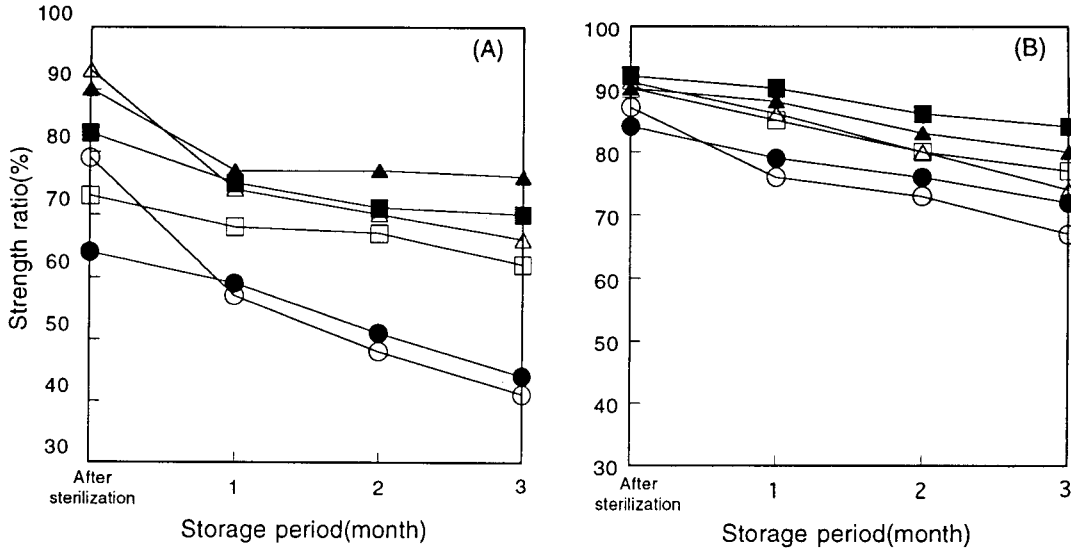 (A)
Strength ratio(%)
100
90
80
70
60
50
40
30
After
sterilization
1
2
3
Storage period(month)
(B)
100
90
80
70
60
50
40
30
After
sterilization
1
2
3
Storage period(month)